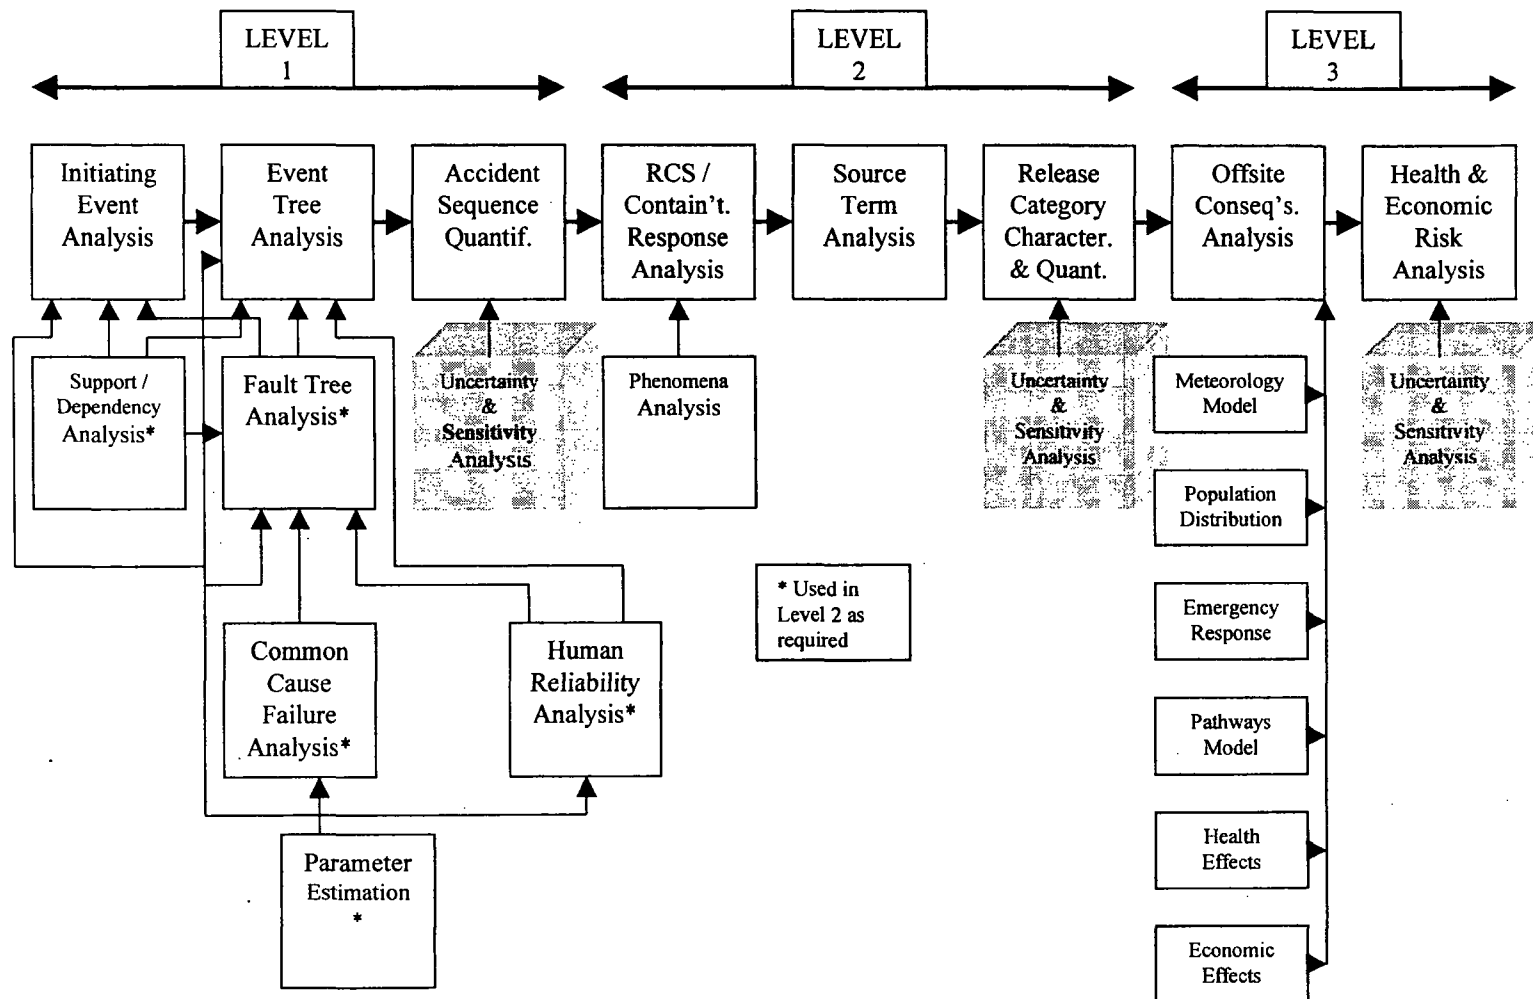 LEVEL
1
LEVEL
2
LEVEL
3
Initiating
Event
Analysis
Event
Tree
Analysis
Accident
Sequence
Quantif.
RCS /
Contain't.
Response
Analysis
Source
Term
Analysis
Release
Category
Character.
& Quant.
Offsite
Conseq's.
Analysis
Health &
Economic
Risk
Analysis
Support /
Dependency
Analysis*
Fault Tree
Analysis*
Uncertainty
&
Sensitivity
Analysis
Phenomena
Analysis
Uncertainty
&
Sensitivity
Analysis
Meteorology
Model
Uncertainty
&
Sensitivity
Analysis
Population
Distribution
* Used in
Level 2 as
required
Emergency
Response
Common
Cause
Failure
Analysis*
Human
Reliability
Analysis*
Pathways
Model
Parameter
Estimation
*
Health
Effects
Economic
Effects